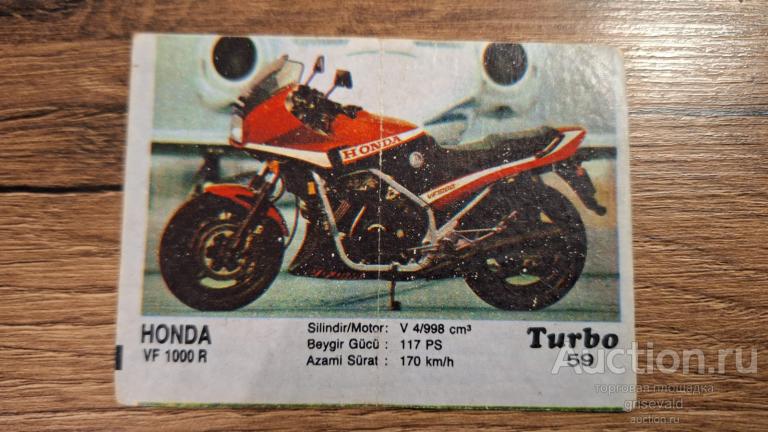 HONDA
VF1000
HONDA
VF 1000 R
Silindir/Motor: V 4/998 cm³
Beygir Gücü : 117 PS
Azami Sürat : 170 km/h
Turbo
59
Auction.ru
торговая площадка
grisevald
auction.ru